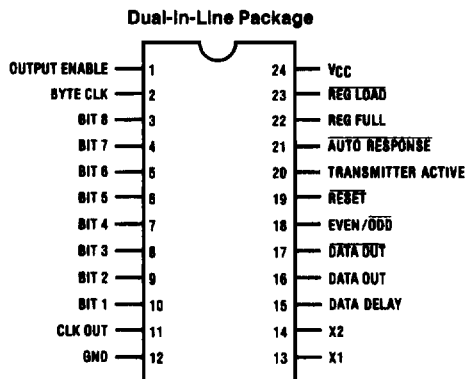 Dual-In-Line Package
OUTPUT ENABLE 1 24 VCC
BYTE CLK 2 23 REG LOAD
BIT 8 3 22 REG FULL
BIT 7 4 21 AUTO RESPONSE
BIT 6 5 20 TRANSMITTER ACTIVE
BIT 5 6 19 RESET
BIT 4 7 18 EVEN/ODD
BIT 3 8 17 DATA OUT
BIT 2 9 16 DATA OUT
BIT 1 10 15 DATA DELAY
CLK OUT 11 14 X2
GND 12 13 X1